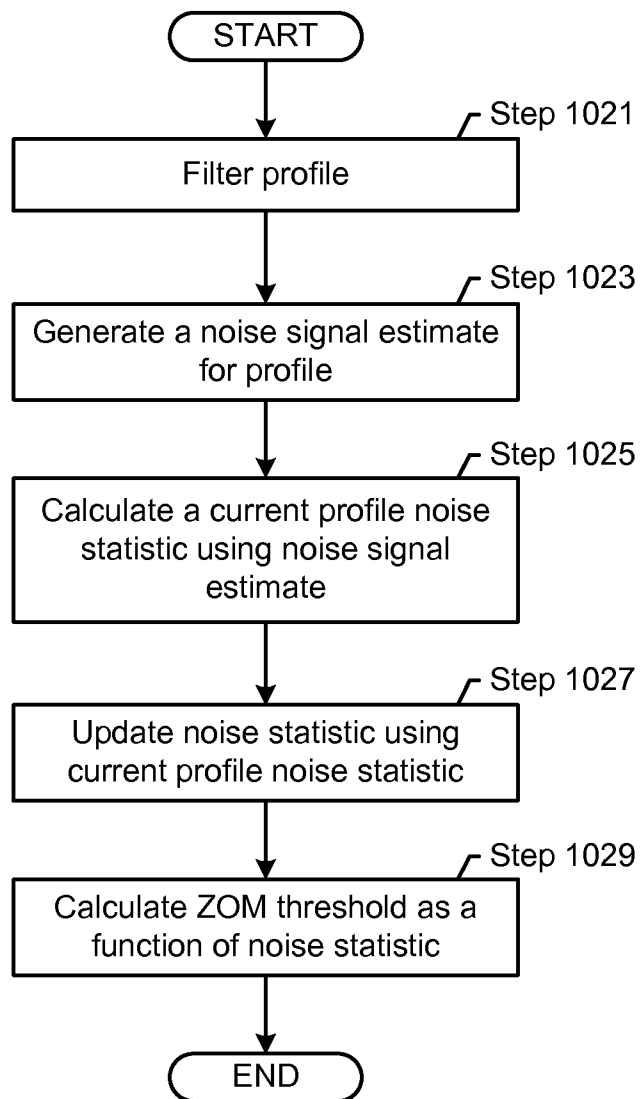 START
Step 1021
Filter profile
Step 1023
Generate a noise signal estimate
for profile
Step 1025
Calculate a current profile noise
statistic using noise signal
estimate
Step 1027
Update noise statistic using
current profile noise statistic
Step 1029
Calculate ZOM threshold as a
function of noise statistic
END